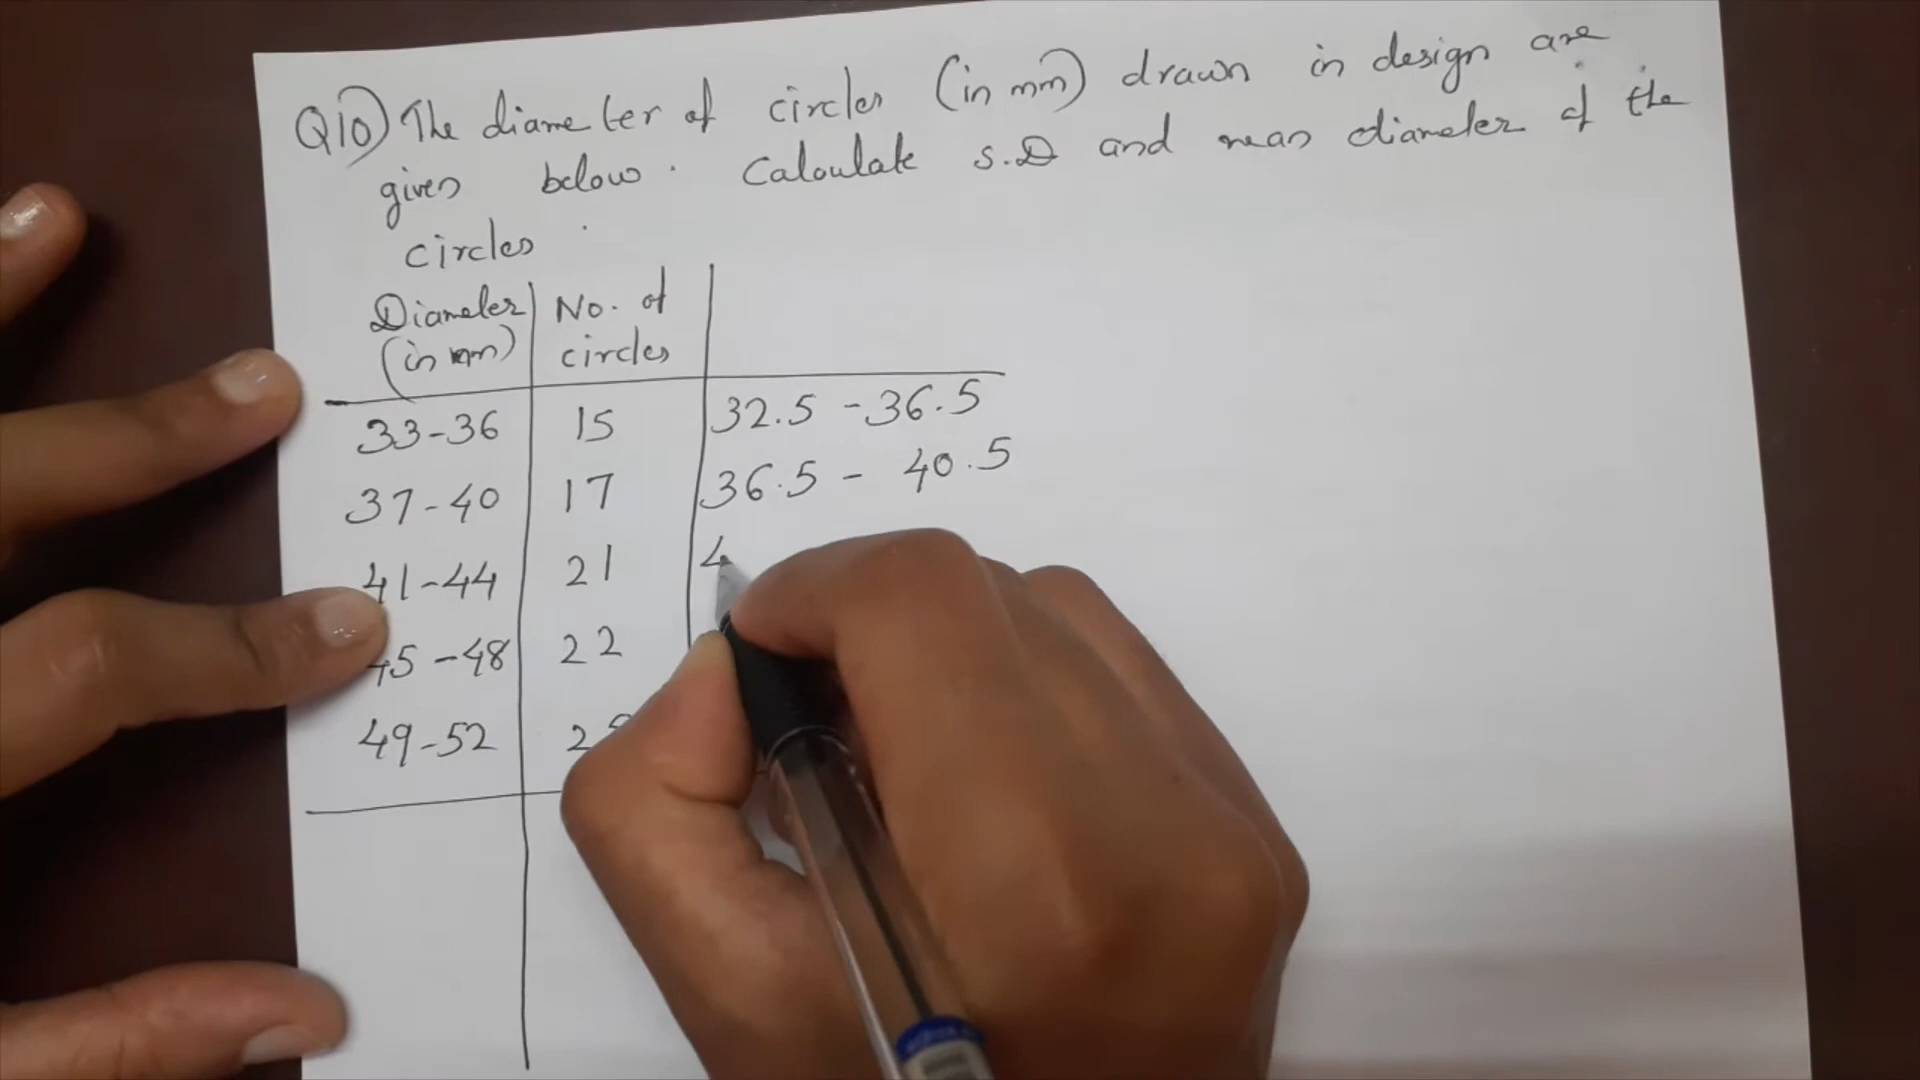 Q10) The diameter of circles (in mm) drawn in design are
given below. Calculate S.D and mean diameter of the
circles.
Diameter (in mm) No. of circles
33-36 15 32.5 - 36.5
37-40 17 36.5 - 40.5
41-44 21 4
45-48 22
49-52 2